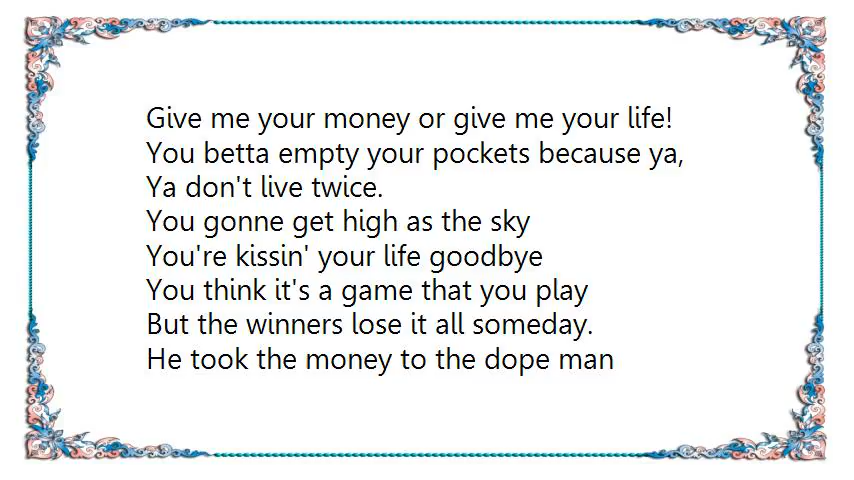 Give me your money or give me your life!
You betta empty your pockets because ya,
Ya don't live twice.
You gonne get high as the sky
You're kissin' your life goodbye
You think it's a game that you play
But the winners lose it all someday.
He took the money to the dope man